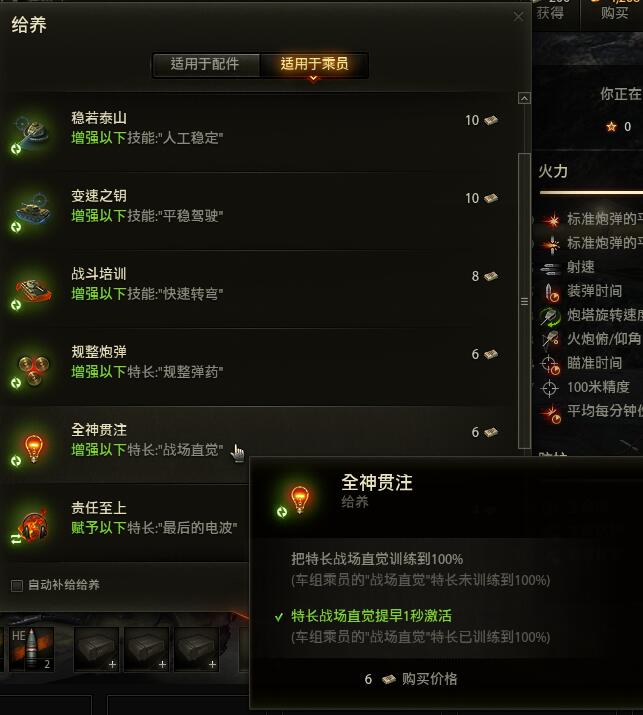 给养
获得
购买
适用于配件
适用于乘员
你正在
0
稳若泰山
增强以下技能:"人工稳定"
10
变速之钥
增强以下技能:"平稳驾驶"
10
战斗培训
增强以下技能:"快速转弯"
8
规整炮弹
增强以下特长:"规整弹药"
6
全神贯注
增强以下特长:"战场直觉"
6
责任至上
赋予以下特长:"最后的电波"
自动补给给养
火力
标准炮弹的平
标准炮弹的平
射速
装弹时间
炮塔旋转速度
火炮俯/仰角
瞄准时间
100米精度
平均每分钟
全神贯注
给养
把特长战场直觉训练到100%
(车组乘员的"战场直觉"特长未训练到100%)
特长战场直觉提早1秒激活
(车组乘员的"战场直觉"特长已训练到100%)
6 购买价格
HE
2